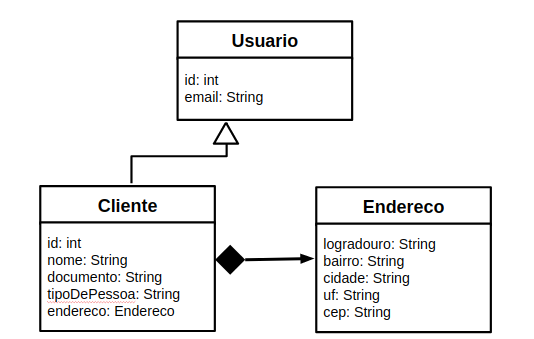 Usuario
id: int
email: String
Cliente
id: int
nome: String
documento: String
tipoDePessoa: String
endereco: Endereco
Endereco
logradouro: String
bairro: String
cidade: String
uf: String
cep: String